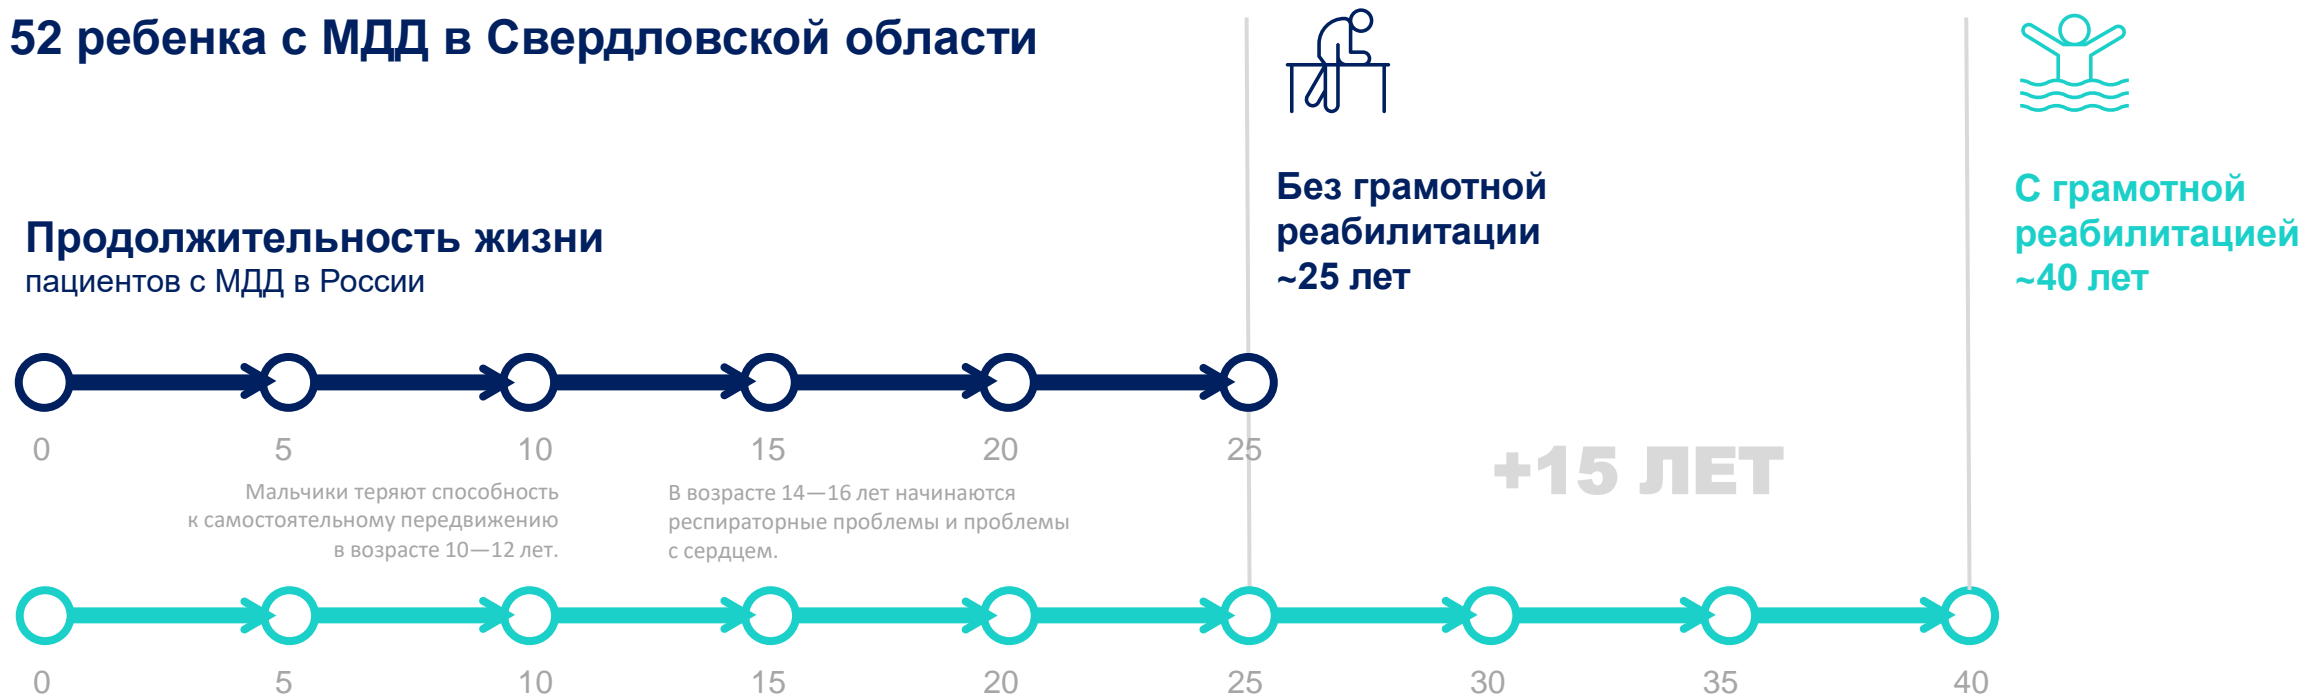 52 ребенка с МДД в Свердловской области
Продолжительность жизни
пациентов с МДД в России
Без грамотной
реабилитации
~25 лет
С грамотной
реабилитацией
~40 лет
0 5 10 15 20 25
+15 ЛЕТ
Мальчики теряют способность
к самостоятельному передвижению
в возрасте 10—12 лет.
В возрасте 14—16 лет начинаются
респираторные проблемы и проблемы
с сердцем.
0 5 10 15 20 25 30 35 40